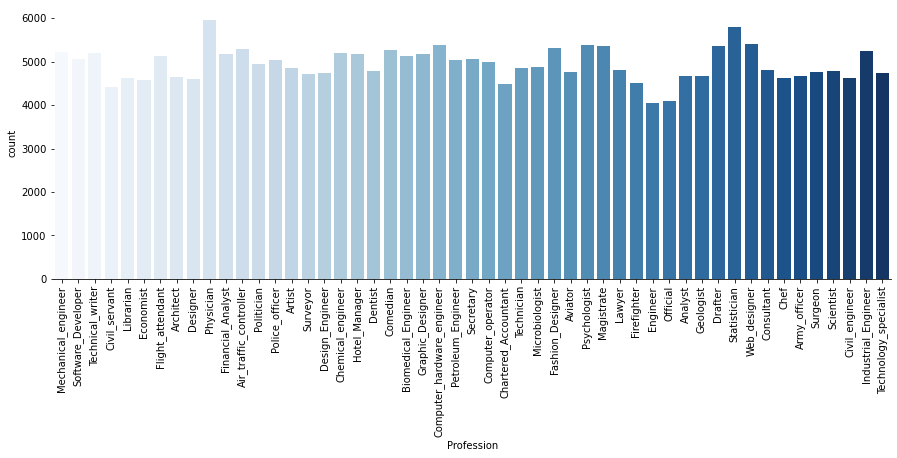 6000
5000
4000
3000
2000
1000
0
count
Mechanical_engineer
Software_Developer
Technical_writer
Civil_servant
Librarian
Economist
Flight_attendant
Architect
Designer
Physician
Financial_Analyst
Air_traffic_controller
Politician
Police_officer
Artist
Surveyor
Design_Engineer
Chemical_engineer
Hotel_Manager
Dentist
Comedian
Biomedical_Engineer
Graphic_Designer
Computer_hardware_engineer
Petroleum_Engineer
Secretary
Computer_operator
Chartered_Accountant
Technician
Microbiologist
Fashion_Designer
Aviator
Psychologist
Magistrate
Lawyer
Firefighter
Engineer
Official
Analyst
Geologist
Drafter
Statistician
Web_designer
Consultant
Chef
Army_officer
Surgeon
Scientist
Civil_engineer
Industrial_Engineer
Technology_specialist
Profession